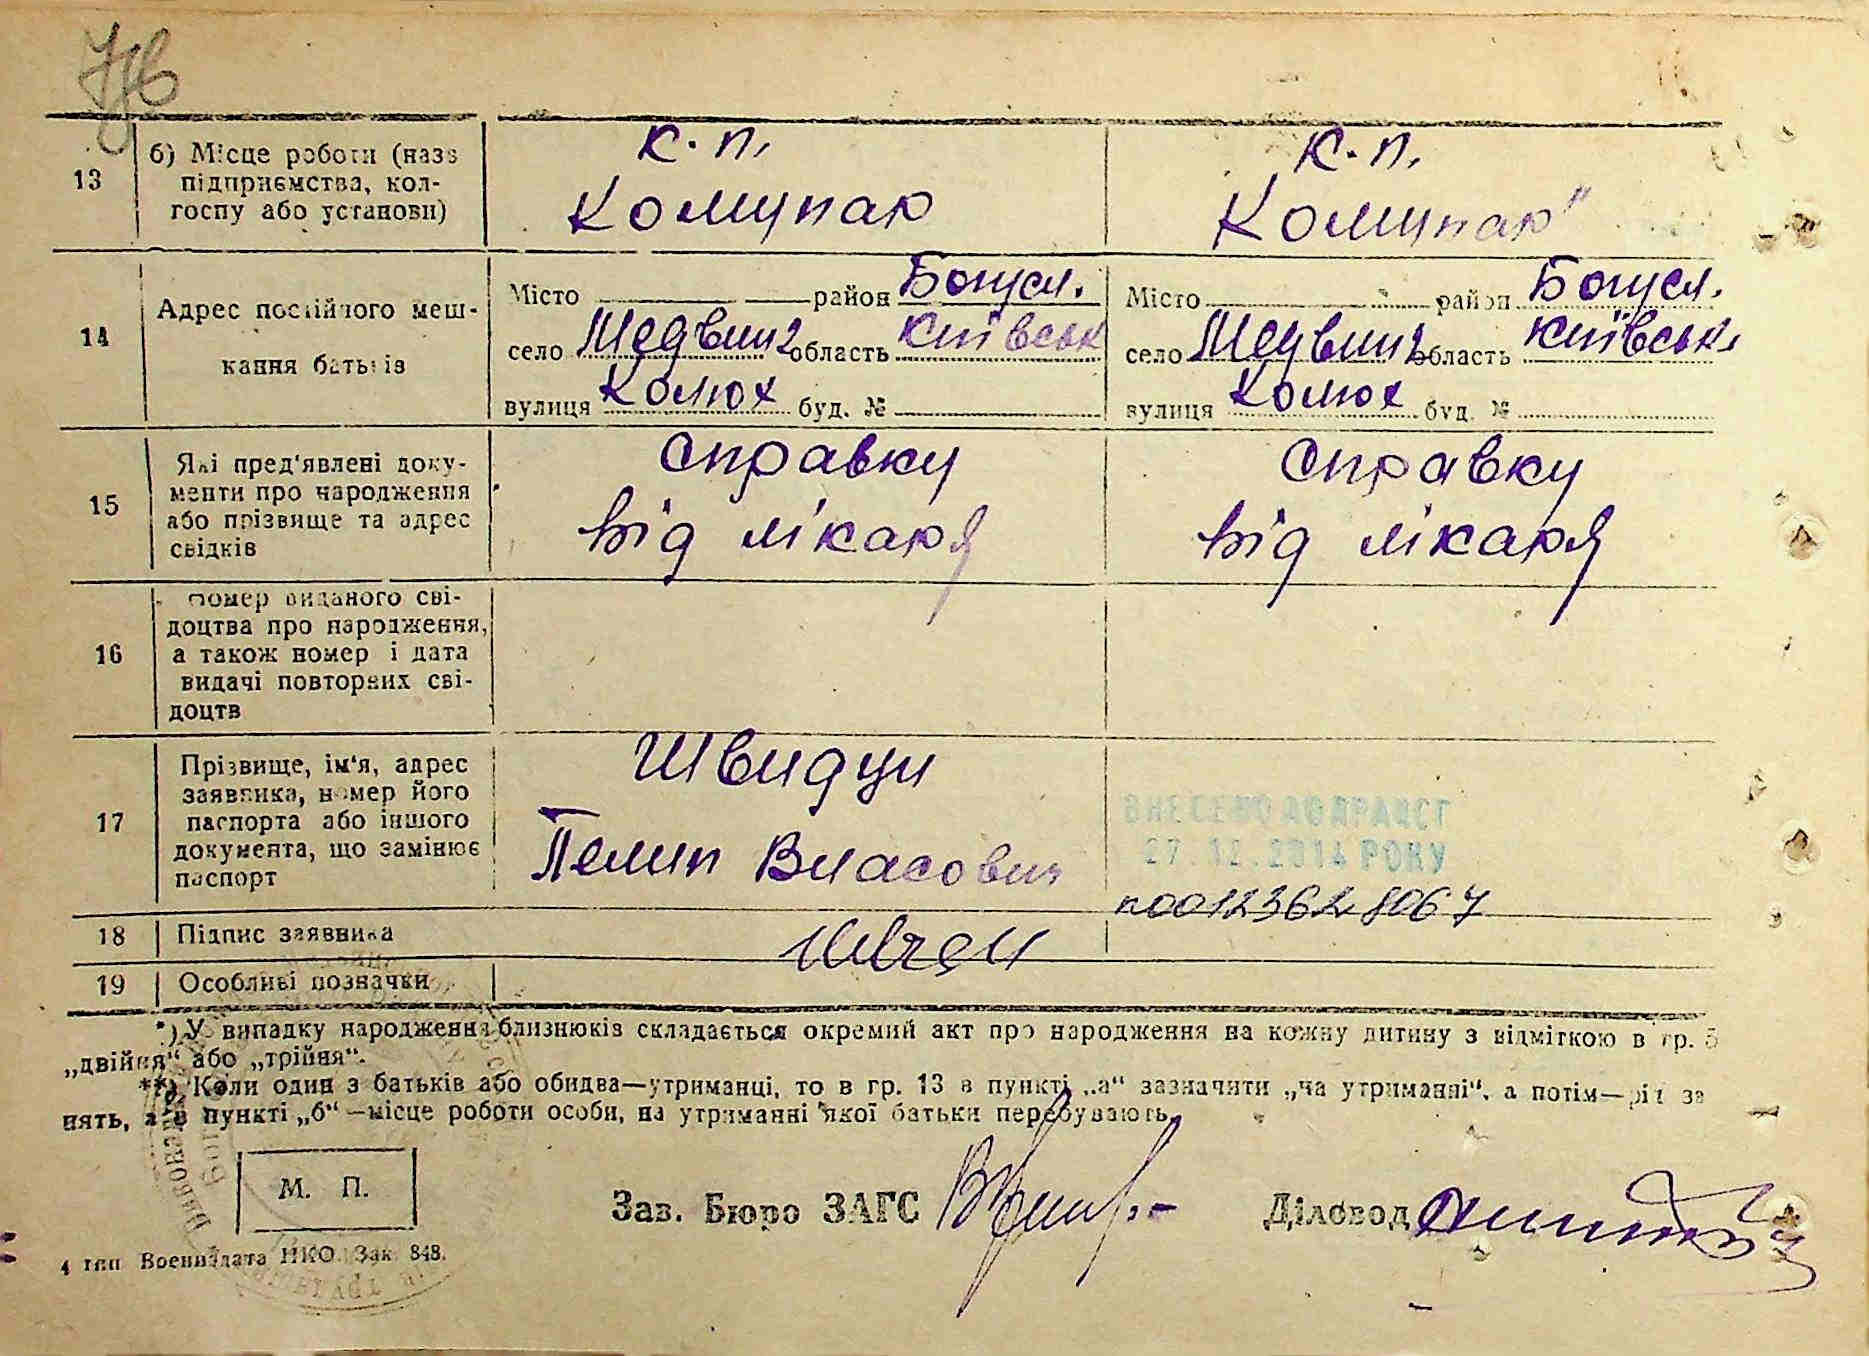 13
б) Місце роботи (назв
підприємства, кол-
госпу або установи)
К. п.
Комунар
К. п.
Комунар"
14
Адрес постійного меш-
кання батьків
Місто район Богусл.
село Медвин область Київськ
вулиця Колюх буд. №
Місто район Богусл.
село Медвин область Київськ.
вулиця Колюх буд. №
15
Які пред'явлені доку-
менти про народження
або прізвище та адрес
свідків
Справку
від лікаря
Справку
від лікаря
16
Номер виданого сві-
доцтва про народження,
а також номер і дата
видачі повторних сві-
доцтв
17
Прізвище, ім'я, адрес
заявника, номер його
паспорта або іншого
документа, що замінює
паспорт
Швидун
Пелип Власович
ВНЕСЕНО ДО ДРАЦСГ
27.12.2014 РОКУ
18
Підпис заявника
19
Особливі позначки
*) У випадку народження близнюків складається окремий акт про народження на кожну дитину з відміткою в гр. 5
„двійня“ або „трійня“.
**) Коли один з батьків або обидва—утриманці, то в гр. 13 в пункті „а“ зазначити „на утриманні“, а потім—рід за
нять, а в пункті „б“—місце роботи особи, на утриманні якої батьки перебувають.
М. П.
Зав. Бюро ЗАГС
Діловод
4 тип Воениздата НКО. Зак. 848.